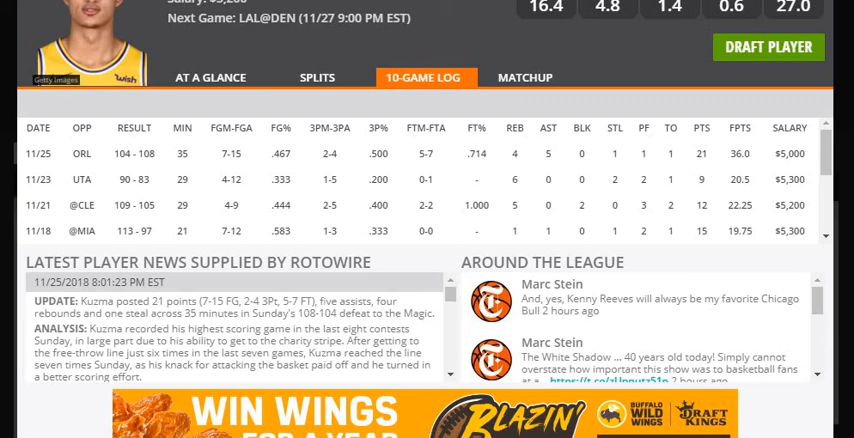 16.4 4.8 1.4 0.6 27.0
Next Game: LAL@DEN (11/27 9:00 PM EST)
DRAFT PLAYER
wish
Getty Images
AT A GLANCE SPLITS 10-GAME LOG MATCHUP
DATE OPP RESULT MIN FGM-FGA FG% 3PM-3PA 3P% FTM-FTA FT% REB AST BLK STL PF TO PTS FPTS SALARY
11/25 ORL 104 - 108 35 7-15 .467 2-4 .500 5-7 .714 4 5 0 1 1 1 21 36.0 $5,000
11/23 UTA 90 - 83 29 4-12 .333 1-5 .200 0-1 - 6 0 0 2 2 1 9 20.5 $5,300
11/21 @CLE 109 - 105 29 4-9 .444 2-5 .400 2-2 1.000 5 0 2 0 3 2 12 22.25 $5,200
11/18 @MIA 113 - 97 21 7-12 .583 1-3 .333 0-0 - 1 1 0 1 2 1 15 19.75 $5,300
LATEST PLAYER NEWS SUPPLIED BY ROTOWIRE
11/25/2018 8:01:23 PM EST
UPDATE: Kuzma posted 21 points (7-15 FG, 2-4 3Pt, 5-7 FT), five assists, four
rebounds and one steal across 35 minutes in Sunday's 108-104 defeat to the Magic.
ANALYSIS: Kuzma recorded his highest scoring game in the last eight contests
Sunday, in large part due to his ability to get to the charity stripe. After getting to
the free-throw line just six times in the last seven games, Kuzma reached the line
seven times Sunday, as his knack for attacking the basket paid off and he turned in
a better scoring effort.
AROUND THE LEAGUE
Marc Stein
And, yes, Kenny Reeves will always be my favorite Chicago
Bull 2 hours ago
Marc Stein
The White Shadow ... 40 years old today! Simply cannot
overstate how important this show was to basketball fans
WIN WINGS
FOR A YEAR
BLAZIN'
BUFFALO
WILD
WINGS
DRAFT
KINGS